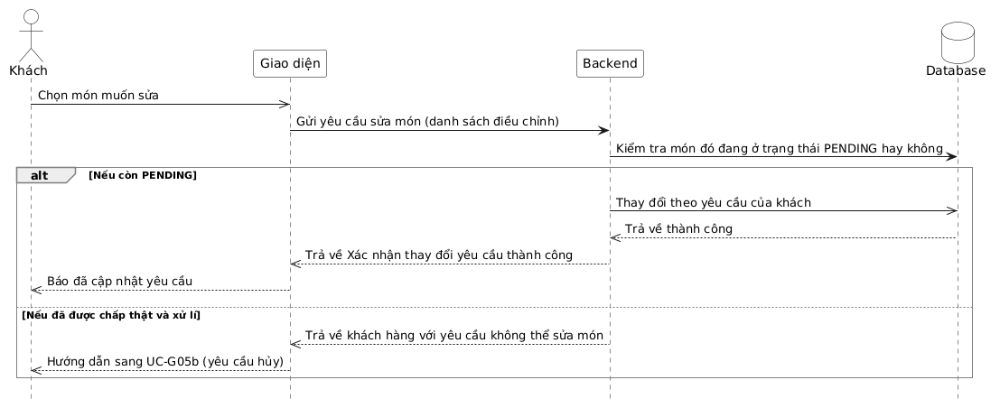 Khách
Giao diện
Backend
Database
Chọn món muốn sửa
Gửi yêu cầu sửa món (danh sách điều chỉnh)
Kiểm tra món đó đang ở trạng thái PENDING hay không
alt
[Nếu còn PENDING]
Thay đổi theo yêu cầu của khách
Trả về thành công
Trả về Xác nhận thay đổi yêu cầu thành công
Báo đã cập nhật yêu cầu
[Nếu đã được chấp thật và xử lí]
Trả về khách hàng với yêu cầu không thể sửa món
Hướng dẫn sang UC-G05b (yêu cầu hủy)